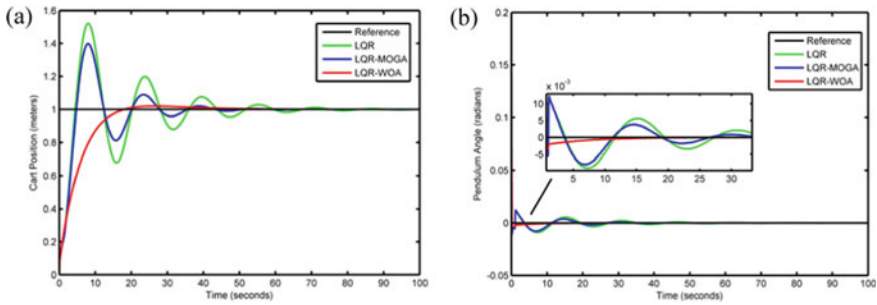 (a)
1.6
1.4
1.2
1
0.8
0.6
0.4
0.2
0
Cart Position (meters)
0 10 20 30 40 50 60 70 80 90 100
Time (seconds)
Reference
LQR
LQR-MOGA
LQR-WOA
(b)
0.2
0.15
0.1
0.05
0
-0.05
Pendulum Angle (radians)
0 10 20 30 40 50 60 70 80 90 100
Time (seconds)
Reference
LQR
LQR-MOGA
LQR-WOA
x 10⁻³
10
5
0
-5
5 10 15 20 25 30